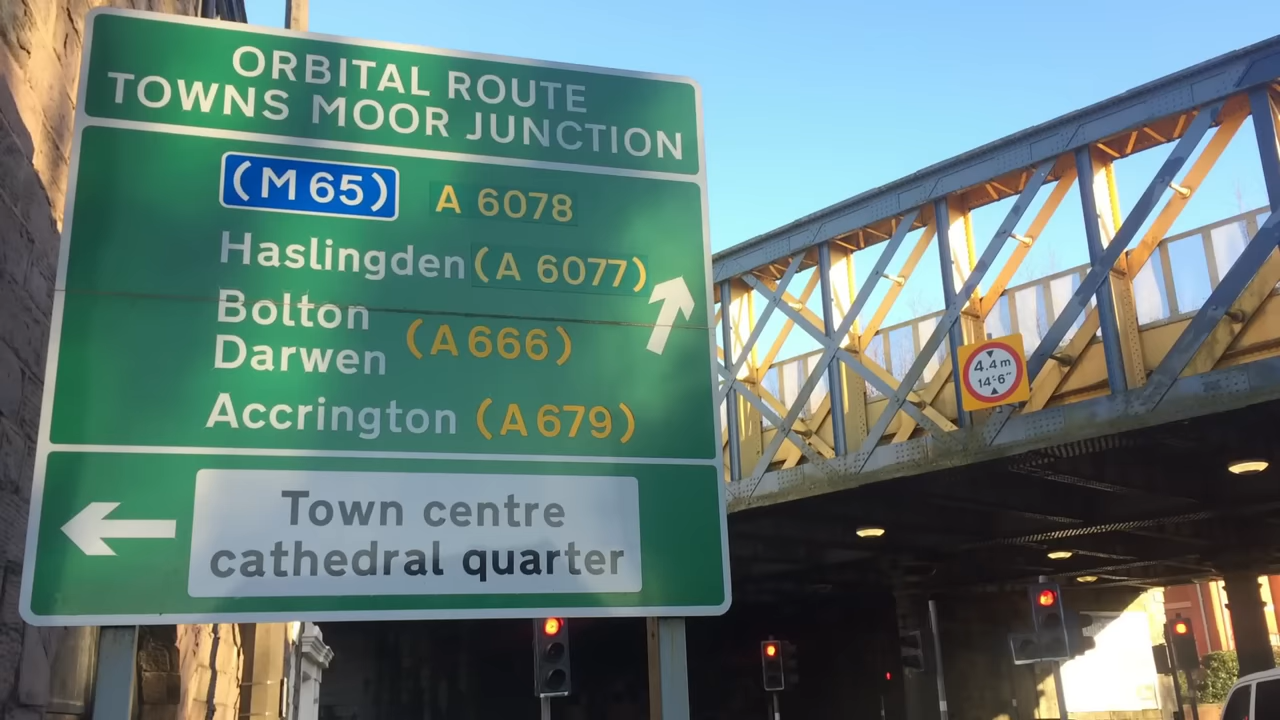 ORBITAL ROUTE
TOWNS MOOR JUNCTION
(M 65) A 6078
Haslingden (A 6077)
Bolton
Darwen (A 666)
Accrington (A 679)
Town centre
cathedral quarter
4.4 m
14'-6"